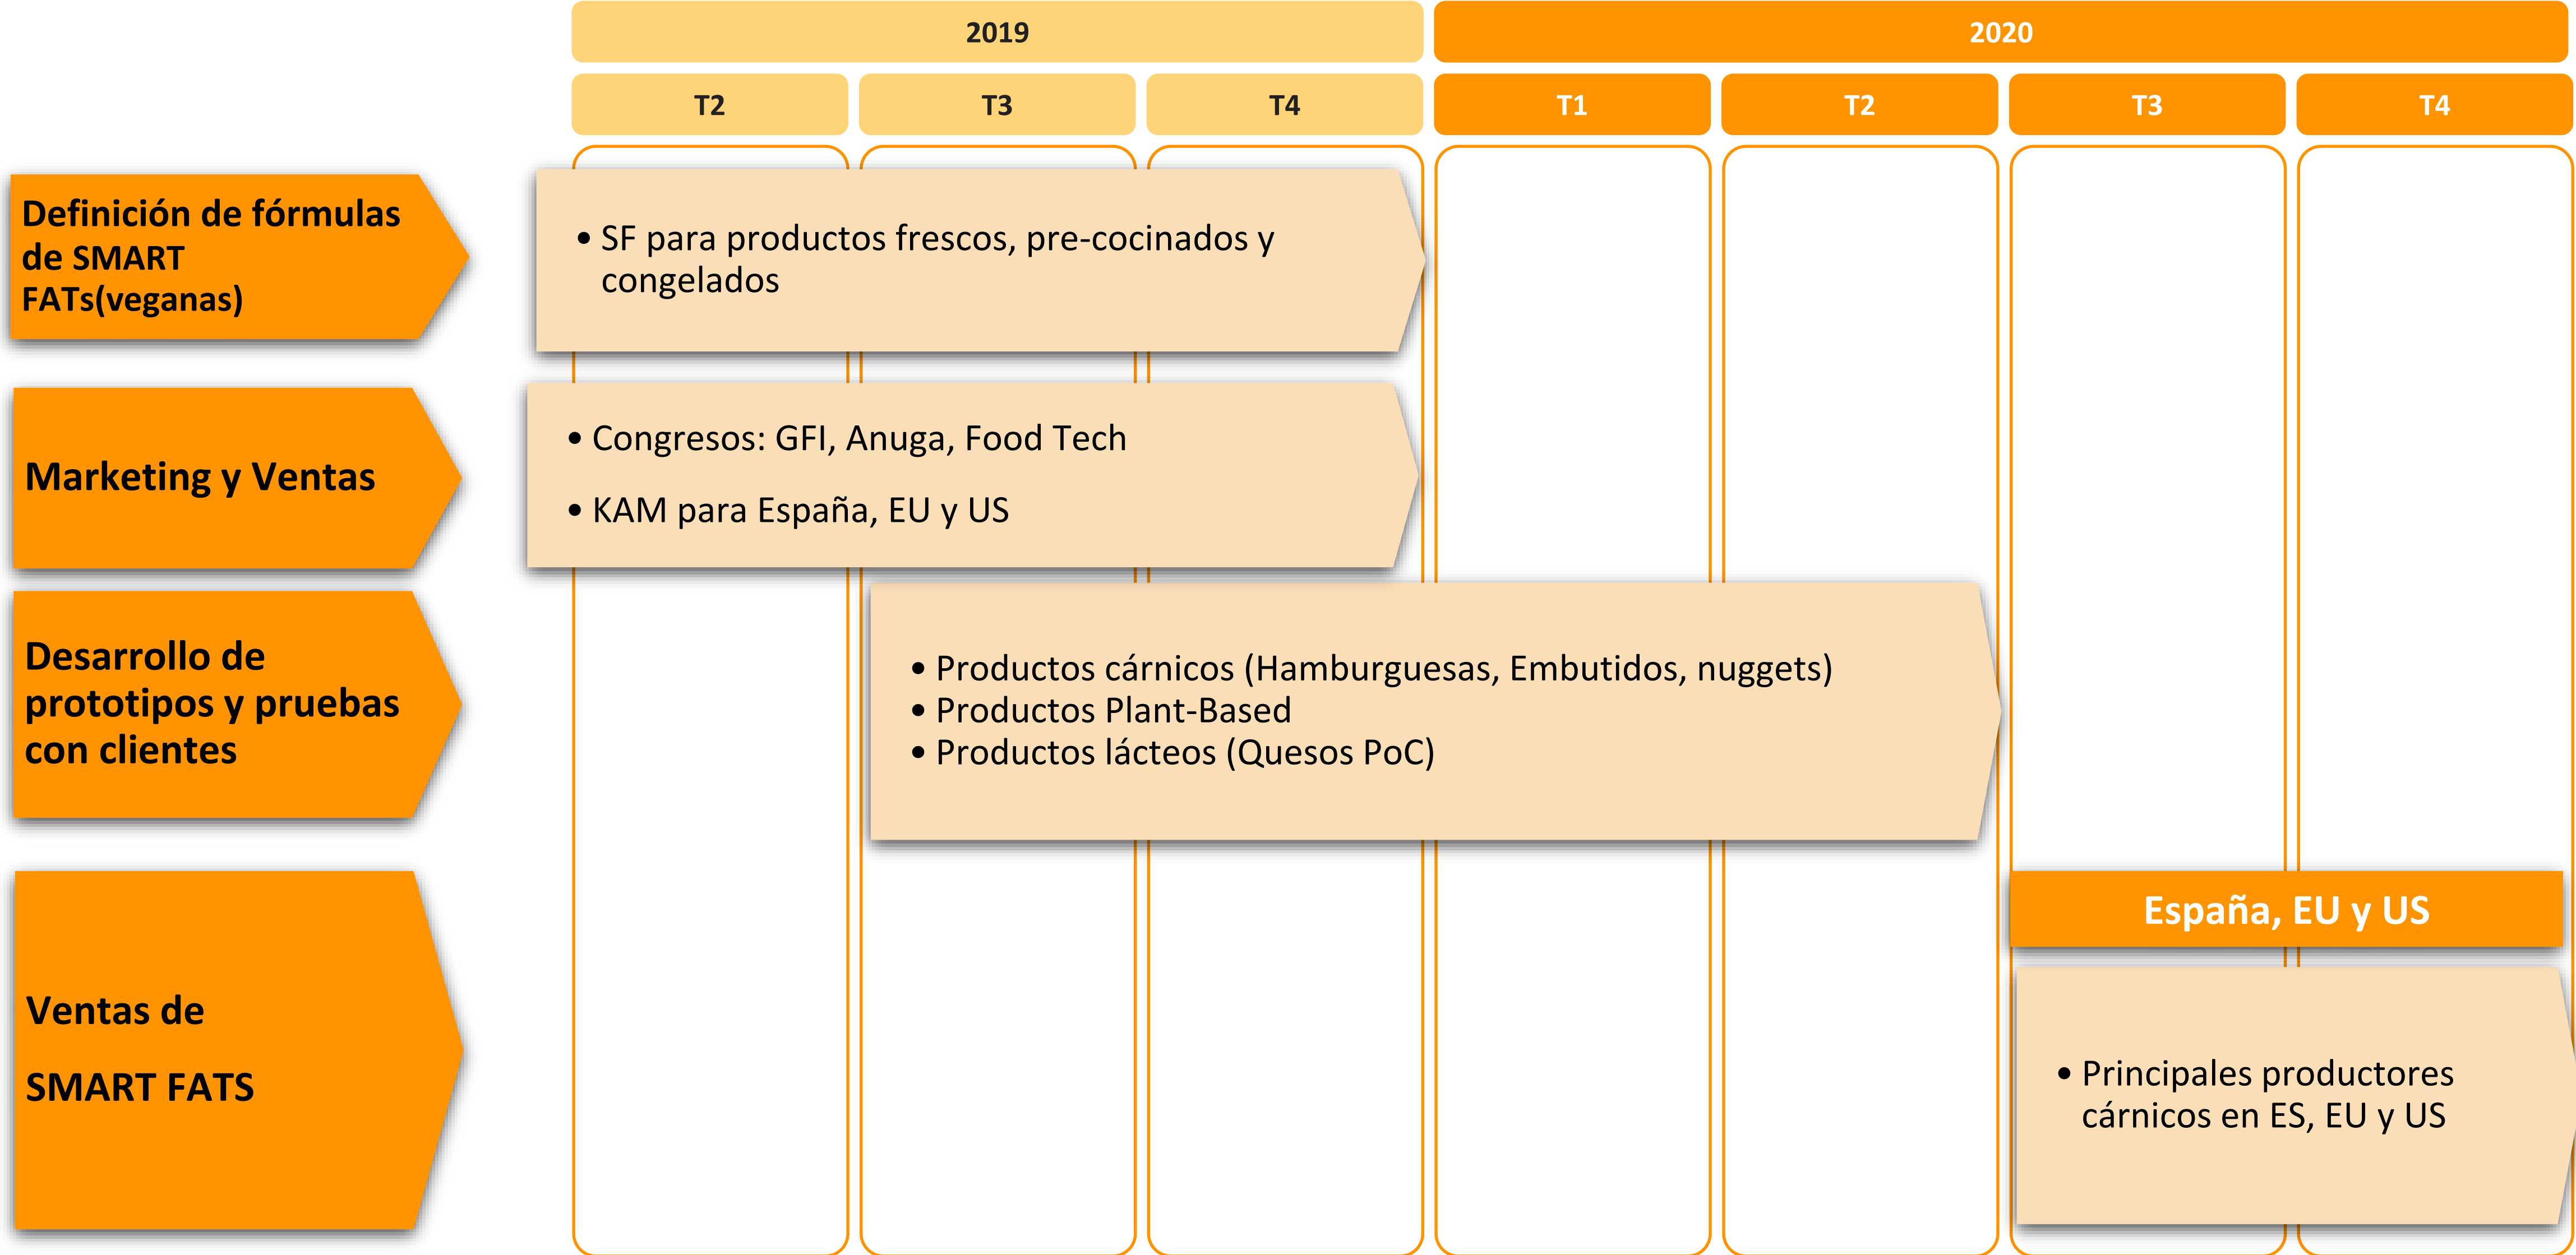 2019
2020
T2
T3
T4
T1
T2
T3
T4
Definición de fórmulas
de SMART
FATs(veganas)
• SF para productos frescos, pre-cocinados y
congelados
Marketing y Ventas
• Congresos: GFI, Anuga, Food Tech
• KAM para España, EU y US
Desarrollo de
prototipos y pruebas
con clientes
• Productos cárnicos (Hamburguesas, Embutidos, nuggets)
• Productos Plant-Based
• Productos lácteos (Quesos PoC)
Ventas de
SMART FATS
España, EU y US
• Principales productores
cárnicos en ES, EU y US